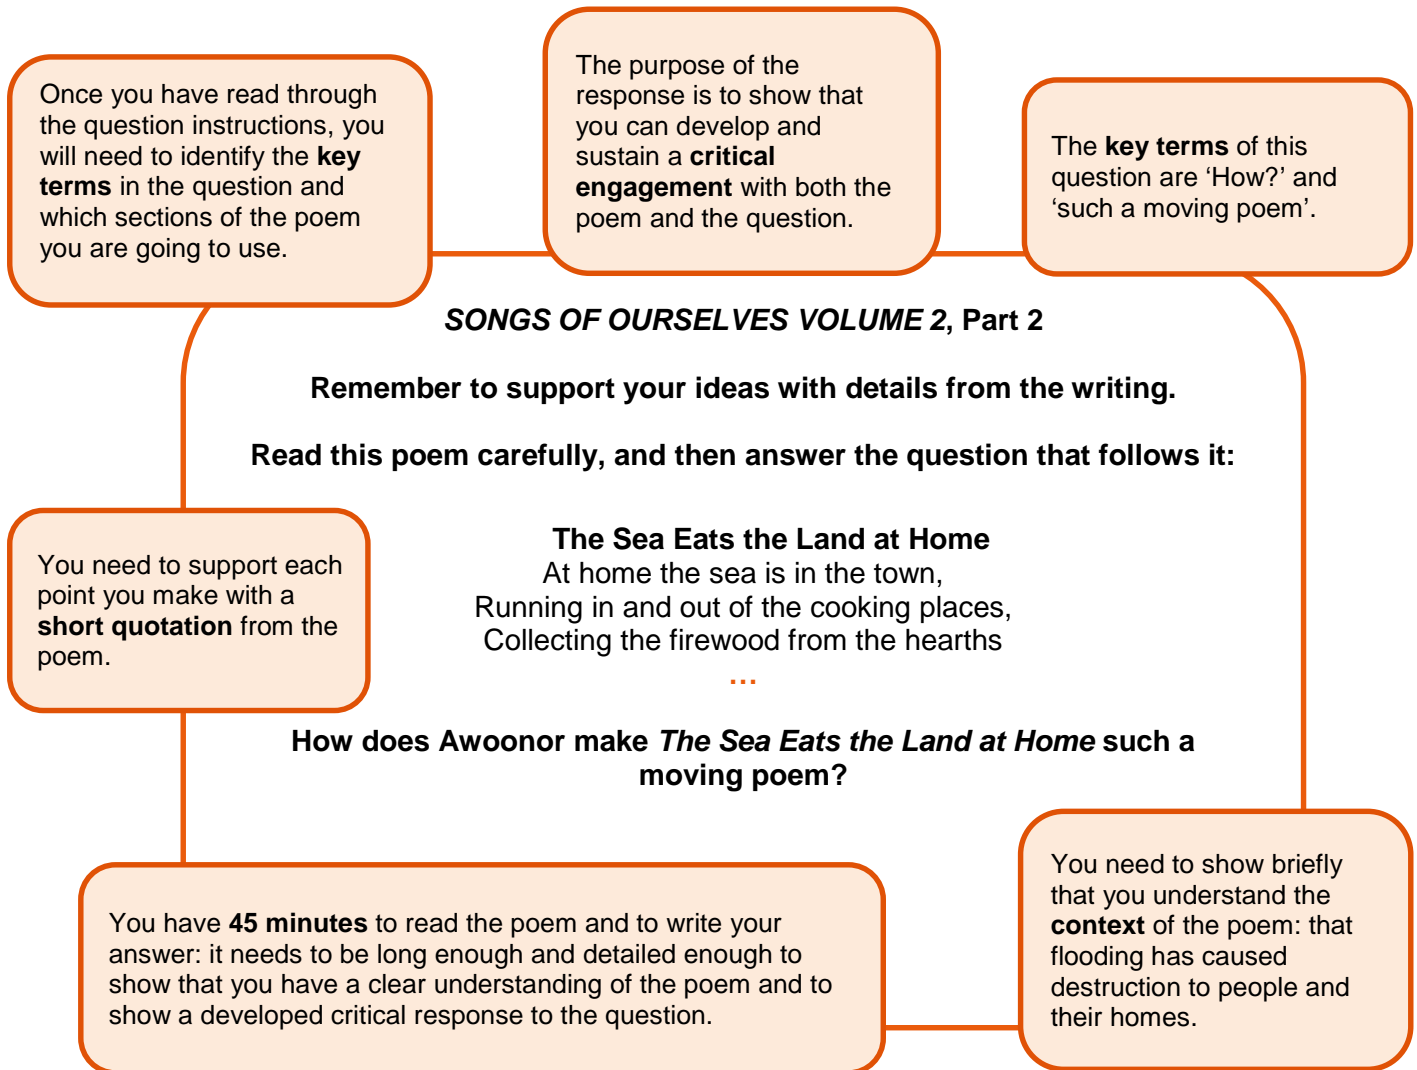 Once you have read through
the question instructions, you
will need to identify the key
terms in the question and
which sections of the poem
you are going to use.
The purpose of the
response is to show that
you can develop and
sustain a critical
engagement with both the
poem and the question.
The key terms of this
question are ‘How?’ and
‘such a moving poem’.
SONGS OF OURSELVES VOLUME 2, Part 2
Remember to support your ideas with details from the writing.
Read this poem carefully, and then answer the question that follows it:
You need to support each
point you make with a
short quotation from the
poem.
The Sea Eats the Land at Home
At home the sea is in the town,
Running in and out of the cooking places,
Collecting the firewood from the hearths
…
How does Awoonor make The Sea Eats the Land at Home such a
moving poem?
You have 45 minutes to read the poem and to write your
answer: it needs to be long enough and detailed enough to
show that you have a clear understanding of the poem and to
show a developed critical response to the question.
You need to show briefly
that you understand the
context of the poem: that
flooding has caused
destruction to people and
their homes.